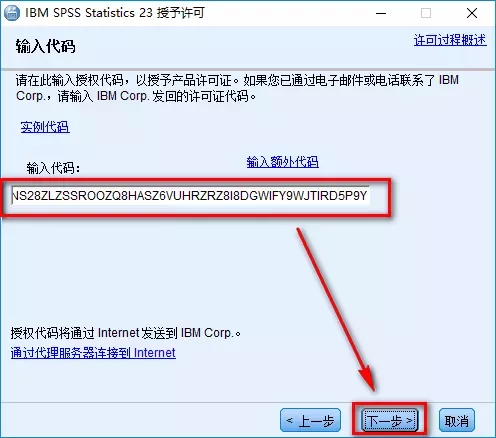 IBM SPSS Statistics 23 授予许可
输入代码
许可过程概述
请在此输入授权代码，以授予产品许可证。如果您已通过电子邮件或电话联系了 IBM
Corp.，请输入 IBM Corp. 发回的许可证代码。
实例代码
输入代码：
输入额外代码
授权代码将通过 Internet 发送到 IBM Corp.。
通过代理服务器连接到 Internet
< 上一步
下一步 >
取消